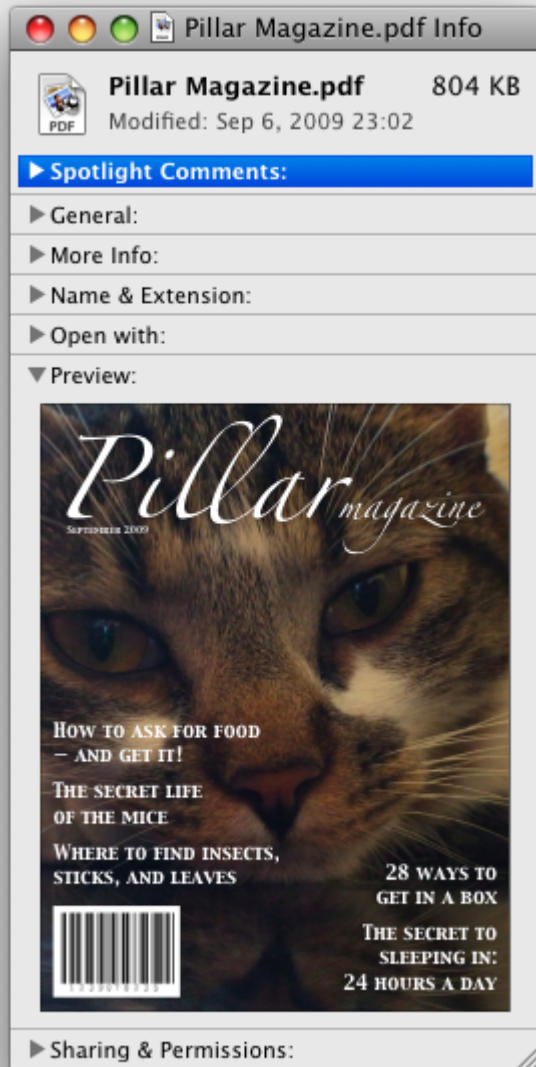 Pillar Magazine.pdf Info
Pillar Magazine.pdf 804 KB
Modified: Sep 6, 2009 23:02
PDF
Spotlight Comments:
General:
More Info:
Name & Extension:
Open with:
Preview:
Pillar magazine
September 2009
How to ask for food
– and get it!
The secret life
of the mice
Where to find insects,
sticks, and leaves
28 ways to
get in a box
The secret to
sleeping in:
24 hours a day
Sharing & Permissions: